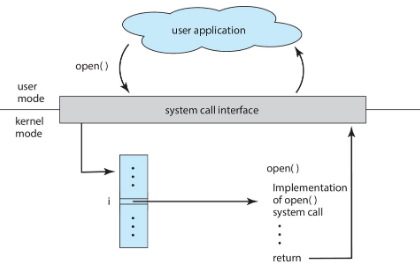 user application
open( )
user
mode
system call interface
kernel
mode
open( )
i
Implementation
of open( )
system call
return